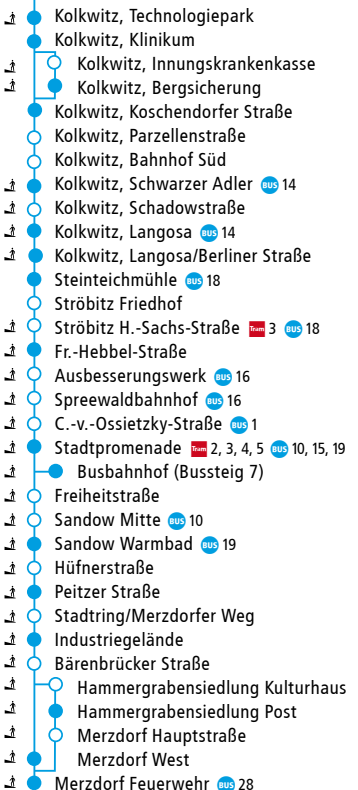 Kolkwitz, Technologiepark
Kolkwitz, Klinikum
Kolkwitz, Innungskrankenkasse
Kolkwitz, Bergsicherung
Kolkwitz, Koschendorfer Straße
Kolkwitz, Parzellenstraße
Kolkwitz, Bahnhof Süd
Kolkwitz, Schwarzer Adler BUS 14
Kolkwitz, Schadowstraße
Kolkwitz, Langosa BUS 14
Kolkwitz, Langosa/Berliner Straße
Steinteichmühle BUS 18
Ströbitz Friedhof
Ströbitz H.-Sachs-Straße Tram 3 BUS 18
Fr.-Hebbel-Straße
Ausbesserungswerk BUS 16
Spreewaldbahnhof BUS 16
C.-v.-Ossietzky-Straße BUS 1
Stadtpromenade Tram 2, 3, 4, 5 BUS 10, 15, 19
Busbahnhof (Bussteig 7)
Freiheitstraße
Sandow Mitte BUS 10
Sandow Warmbad BUS 19
Hüfnerstraße
Peitzer Straße
Stadtring/Merzdorfer Weg
Industriegelände
Bärenbrücker Straße
Hammergrabensiedlung Kulturhaus
Hammergrabensiedlung Post
Merzdorf Hauptstraße
Merzdorf West
Merzdorf Feuerwehr BUS 28